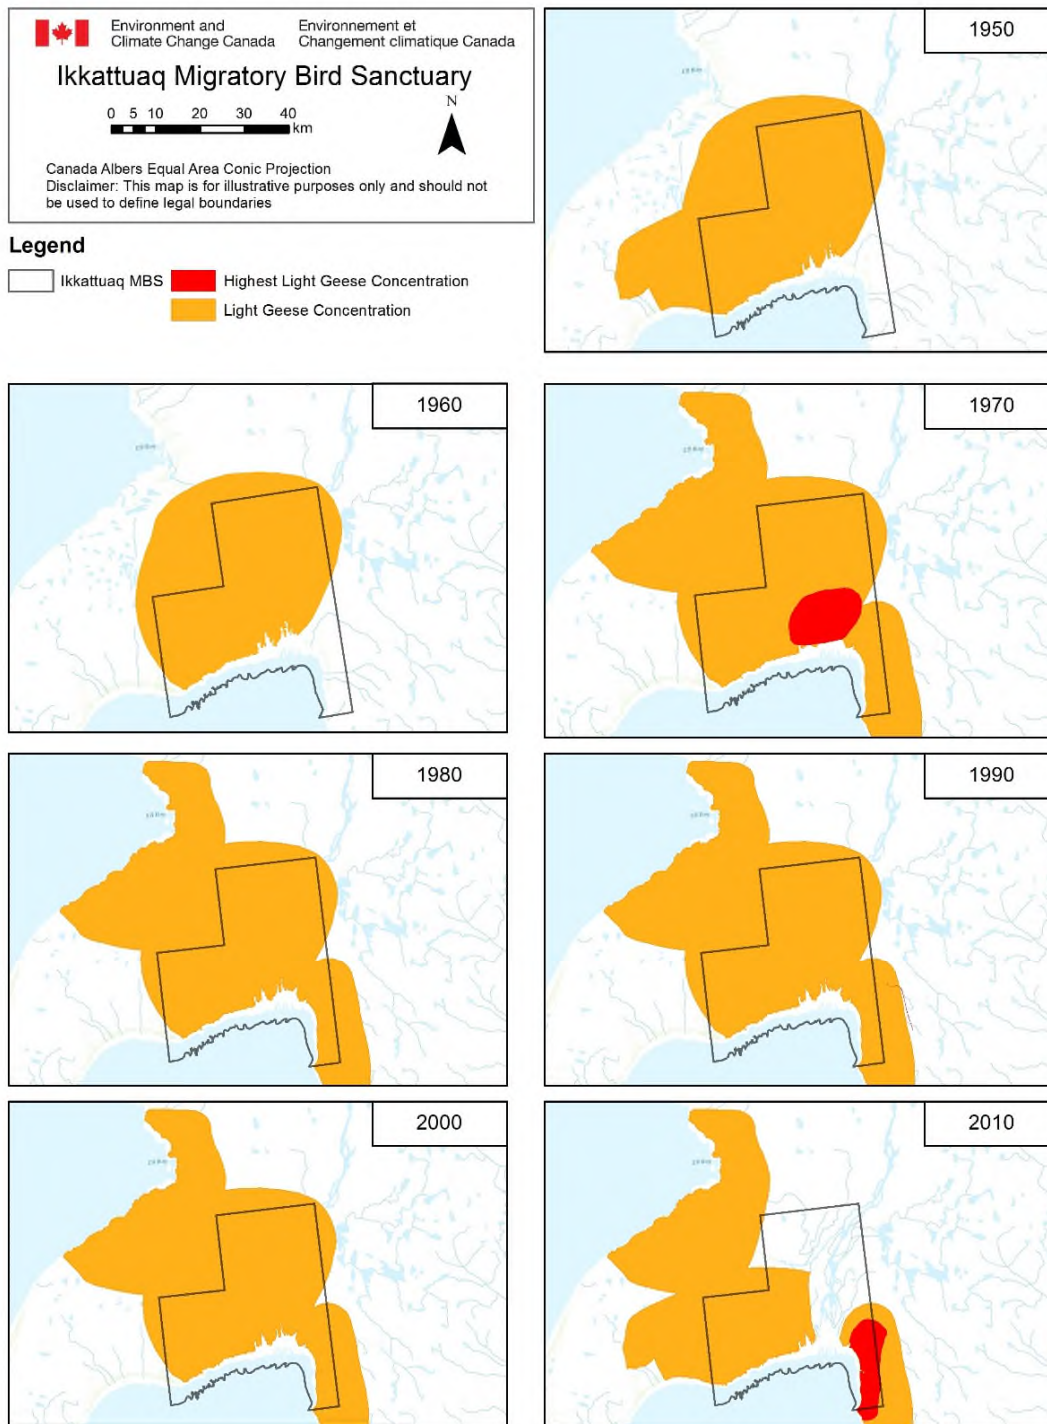 Environment and Environnement et
Climate Change Canada Changement climatique Canada
Ikkattuaq Migratory Bird Sanctuary
0 5 10 20 30 40
km
N
Canada Albers Equal Area Conic Projection
Disclaimer: This map is for illustrative purposes only and should not
be used to define legal boundaries
Legend
Ikkattuaq MBS
Highest Light Geese Concentration
Light Geese Concentration
1950
1960
1970
1980
1990
2000
2010